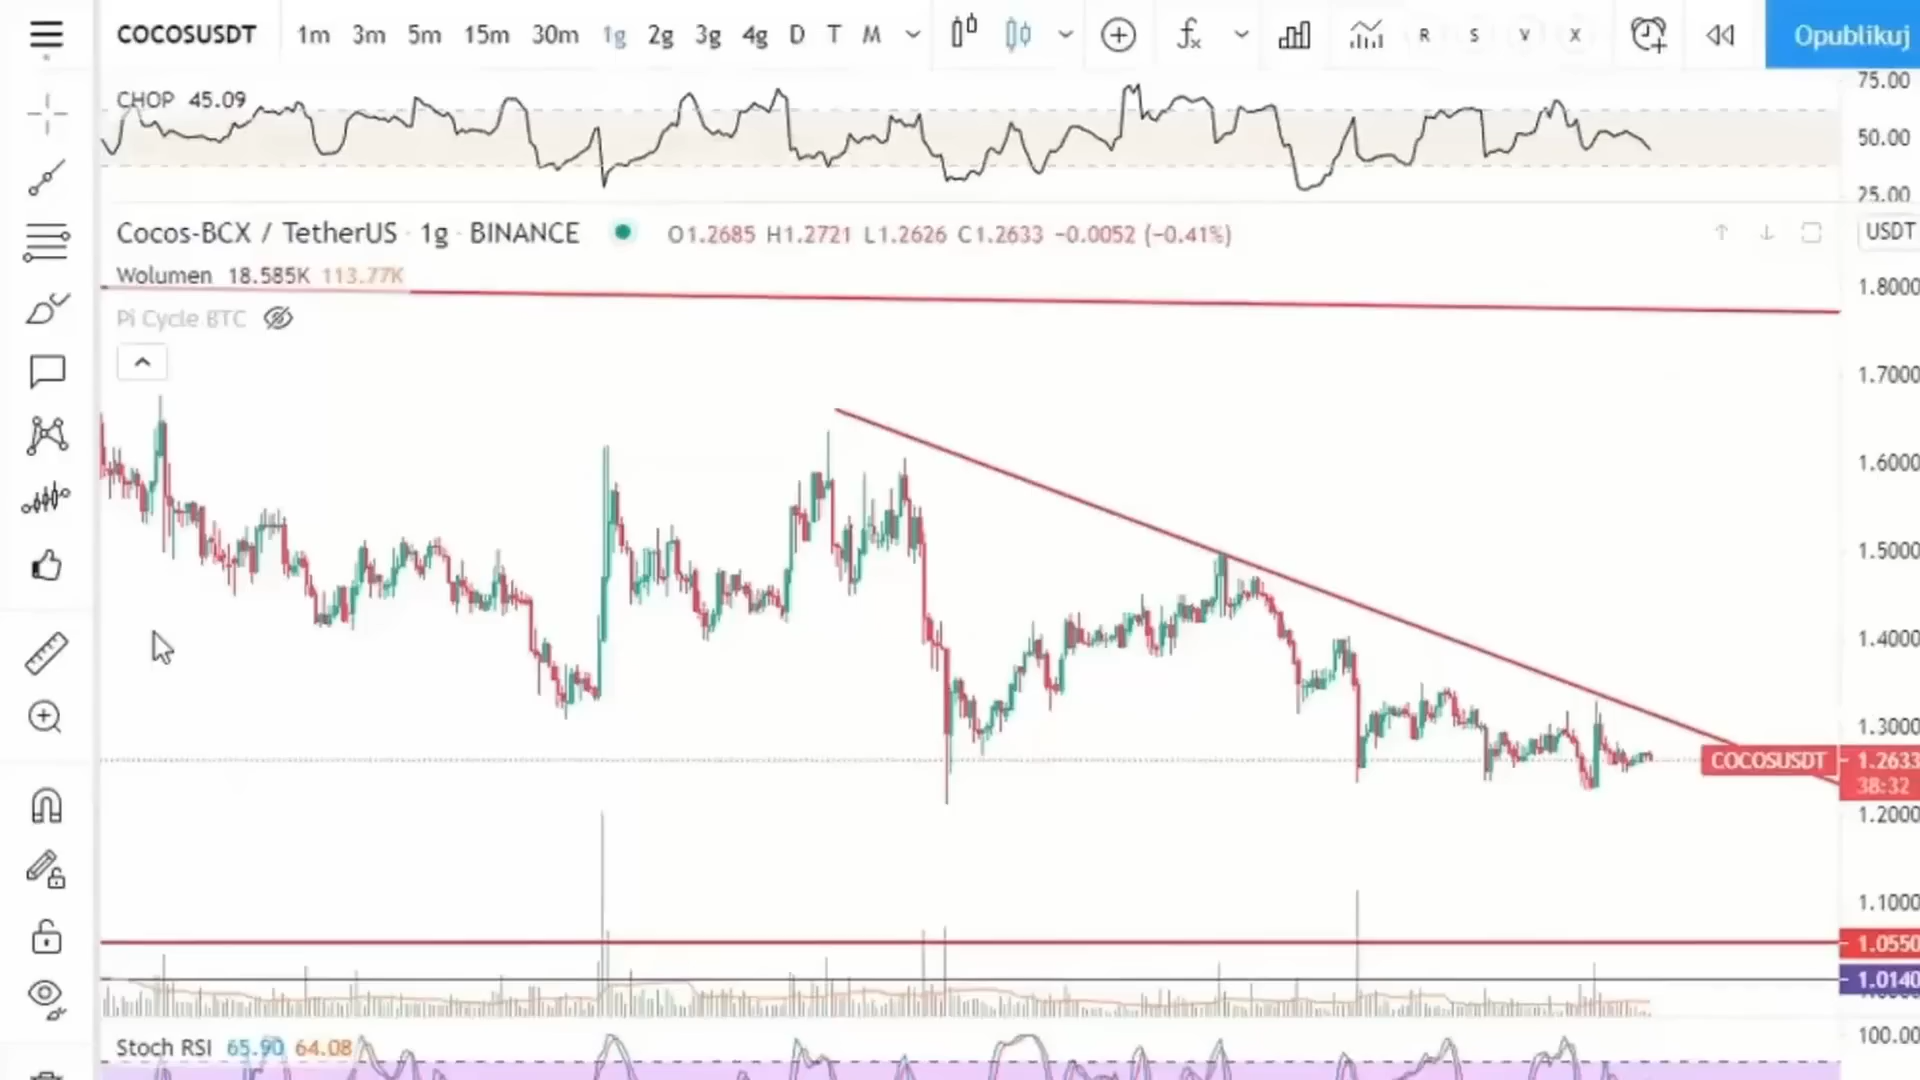 COCOSUSDT 1m 3m 5m 15m 30m 1g 2g 3g 4g D T M fx R S V X Opublikuj
CHOP 45.09
75.00
50.00
25.00
Cocos-BCX / TetherUS · 1g · BINANCE O1.2685 H1.2721 L1.2626 C1.2633 −0.0052 (−0.41%)
USDT
Wolumen 18.585K 113.77K
Pi Cycle BTC
1.8000
1.7000
1.6000
1.5000
1.4000
1.3000
COCOSUSDT 1.2633
38:32
1.2000
1.1000
1.0550
1.0140
Stoch RSI 65.90 64.08
100.00